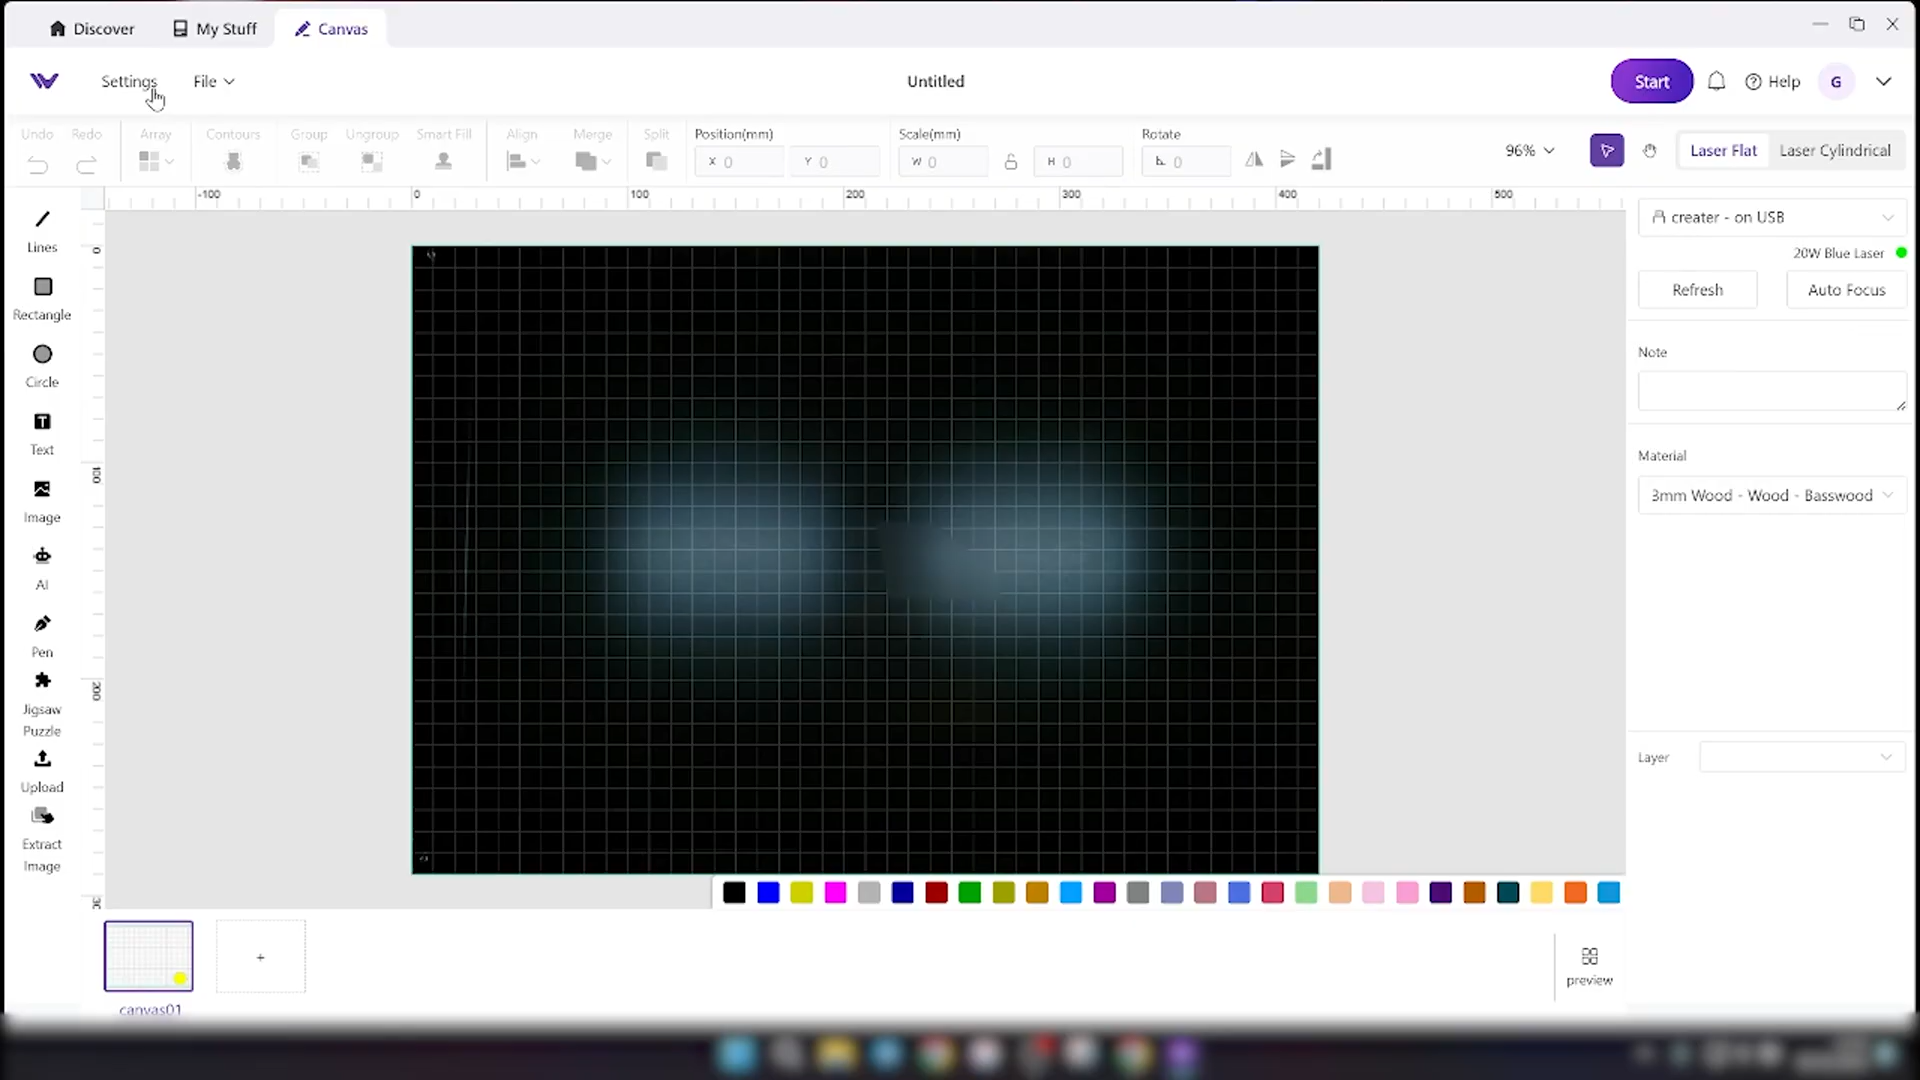 Discover
My Stuff
Canvas
Settings
File
Untitled
Start
Help
G
Undo
Redo
Array
Contours
Group
Ungroup
Smart Fill
Align
Merge
Split
Position(mm)
X 0
Y 0
Scale(mm)
W 0
H 0
Rotate
0
96%
Laser Flat
Laser Cylindrical
-100
0
100
200
300
400
500
0
100
200
Lines
Rectangle
Circle
Text
Image
AI
Pen
Jigsaw
Puzzle
Upload
Extract
Image
creater - on USB
20W Blue Laser
Refresh
Auto Focus
Note
Material
3mm Wood - Wood - Basswood
Layer
+
canvas01
preview